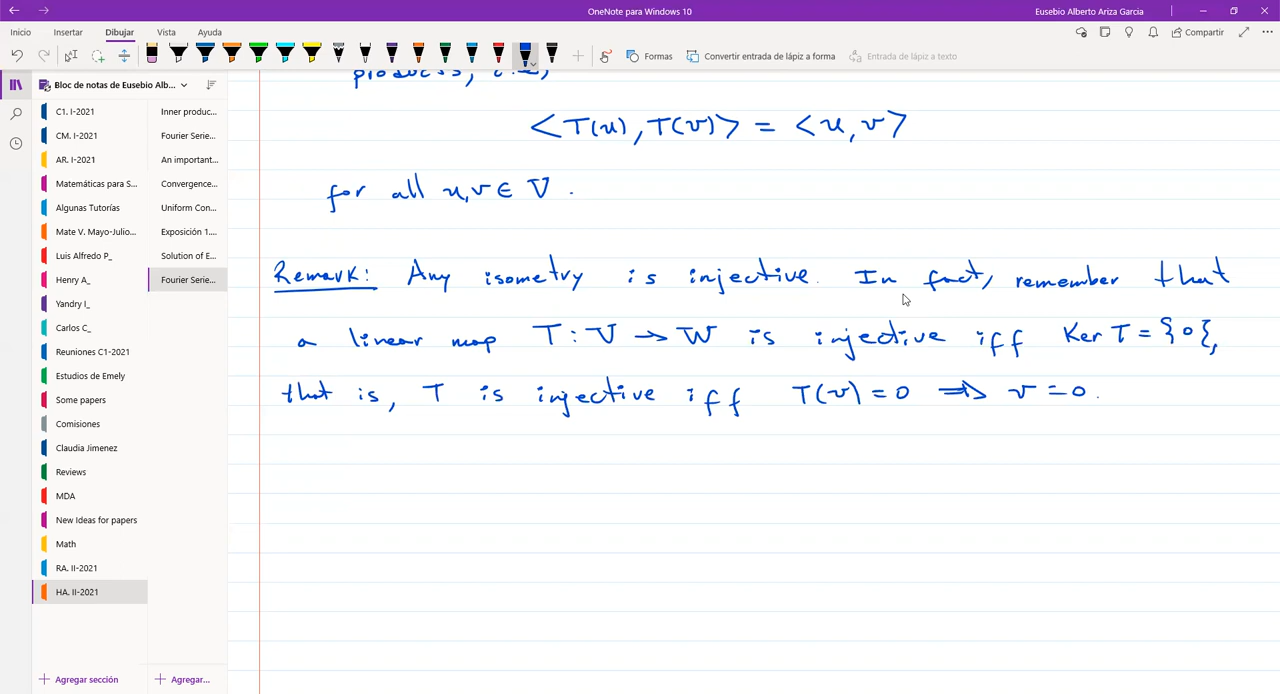 OneNote para Windows 10
Eusebio Alberto Ariza Garcia
Inicio
Insertar
Dibujar
Vista
Ayuda
Compartir
Formas
Convertir entrada de lápiz a forma
Entrada de lápiz a texto
Bloc de notas de Eusebio Alb...
C1. I-2021
CM. I-2021
AR. I-2021
Matemáticas para S...
Algunas Tutorías
Mate V. Mayo-Julio...
Luis Alfredo P_
Henry A_
Yandry I_
Carlos C_
Reuniones C1-2021
Estudios de Emely
Some papers
Comisiones
Claudia Jimenez
Reviews
MDA
New Ideas for papers
Math
RA. II-2021
HA. II-2021
Agregar sección
Inner produc...
Fourier Serie...
An important...
Convergence...
Uniform Con...
Exposición 1....
Solution of E...
Fourier Serie...
Agregar...
products, i.e.,
<T(u), T(v)> = <u, v>
for all u,v ∈ V.
Remark: Any isometry is injective. In fact, remember that
a linear map T: V → W is injective iff Ker T = {0},
that is, T is injective iff T(v) = 0 ⇒ v = 0.